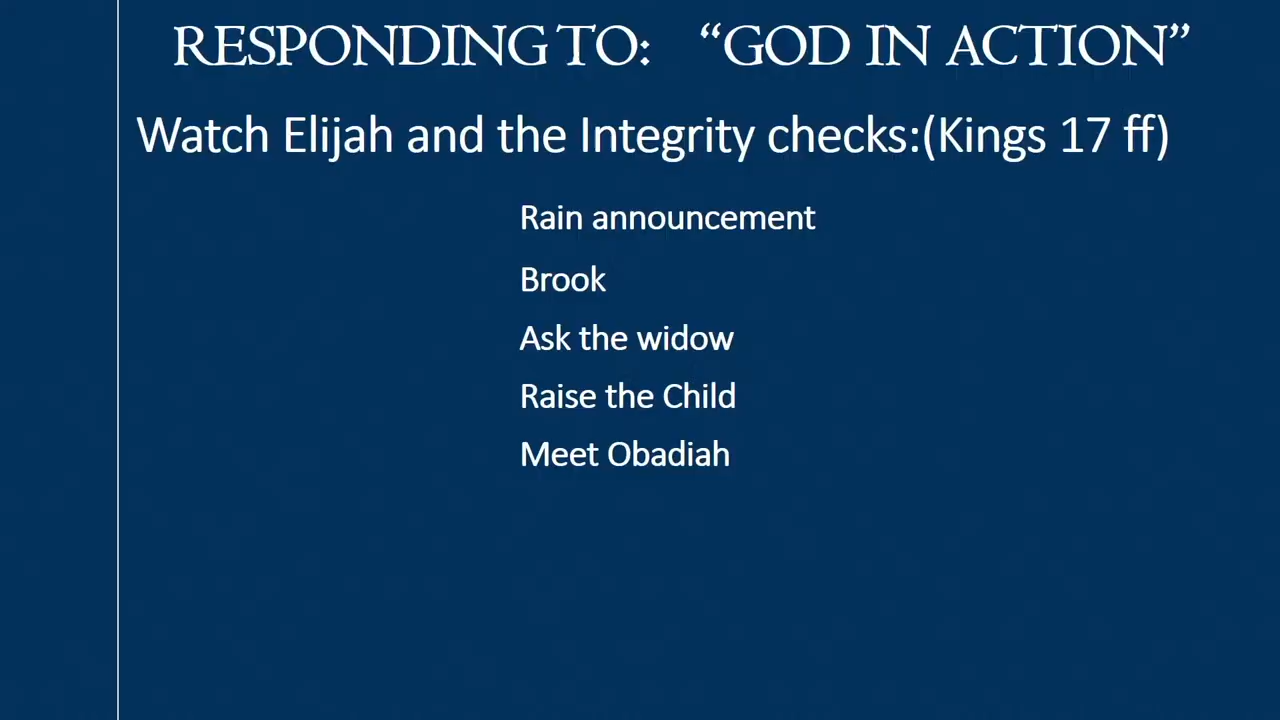 RESPONDING TO: “GOD IN ACTION”
Watch Elijah and the Integrity checks:(Kings 17 ff)
Rain announcement
Brook
Ask the widow
Raise the Child
Meet Obadiah